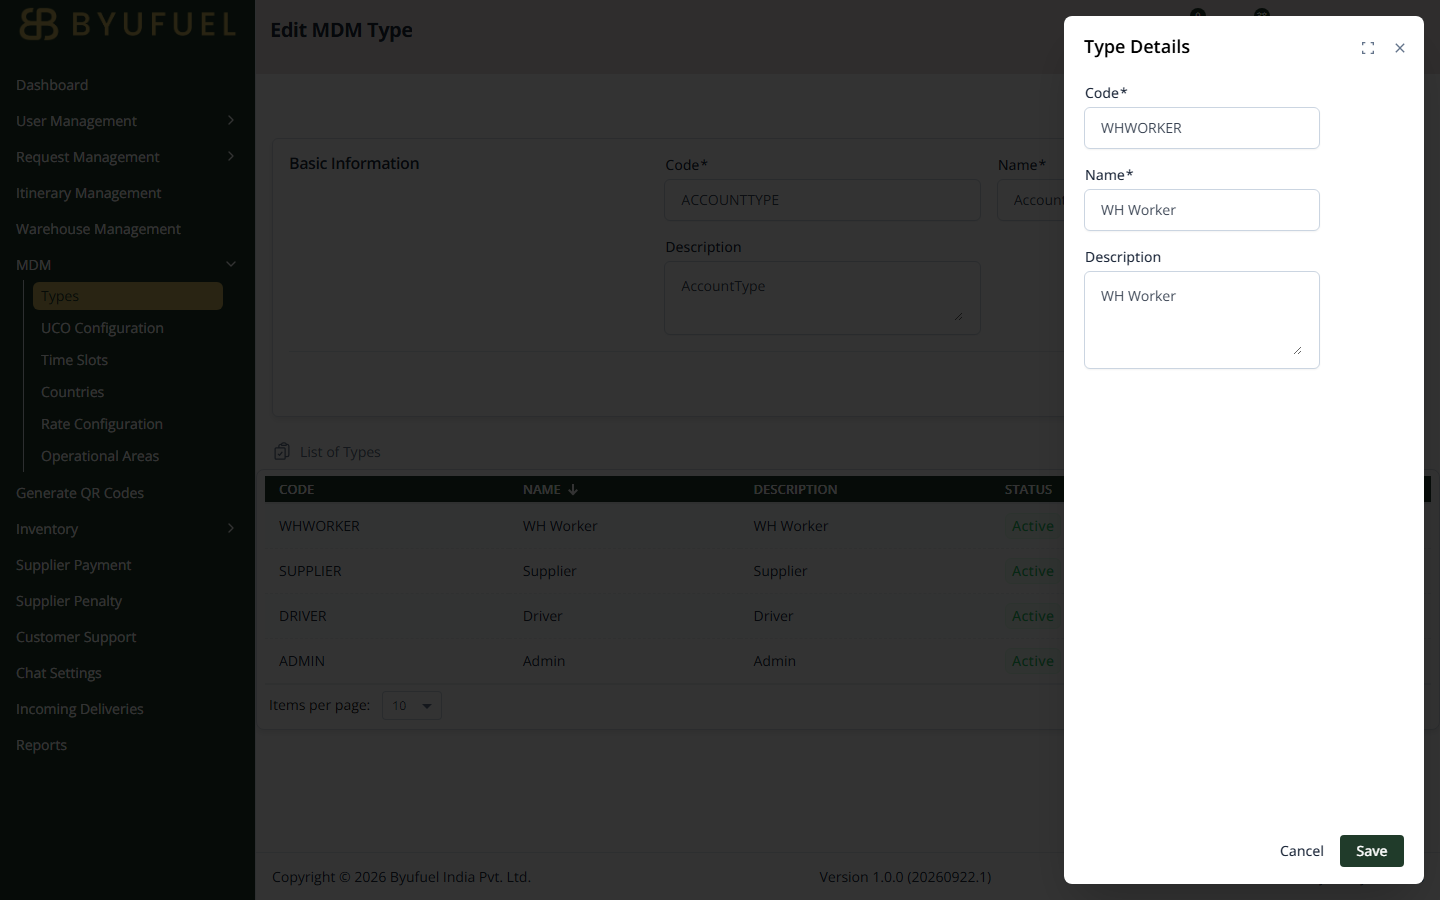 BYUFUEL
Dashboard
User Management
Request Management
Itinerary Management
Warehouse Management
MDM
Types
UCO Configuration
Time Slots
Countries
Rate Configuration
Operational Areas
Generate QR Codes
Inventory
Supplier Payment
Supplier Penalty
Customer Support
Chat Settings
Incoming Deliveries
Reports
Edit MDM Type
Basic Information
Code*
Name*
ACCOUNTTYPE
Account
Description
AccountType
List of Types
CODE NAME DESCRIPTION STATUS
WHWORKER WH Worker WH Worker Active
SUPPLIER Supplier Supplier Active
DRIVER Driver Driver Active
ADMIN Admin Admin Active
Items per page: 10
Copyright © 2026 Byufuel India Pvt. Ltd.
Version 1.0.0 (20260922.1)
Type Details
Code*
WHWORKER
Name*
WH Worker
Description
WH Worker
Cancel
Save